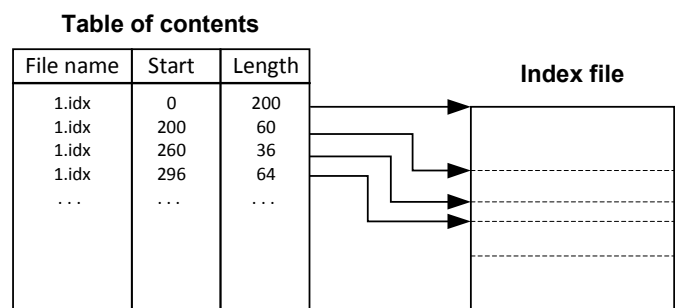 Table of contents
File name Start Length
1.idx 0 200
1.idx 200 60
1.idx 260 36
1.idx 296 64
. . . . . . . . .
Index file